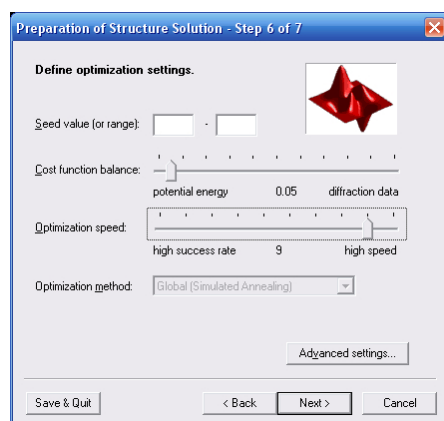 Preparation of Structure Solution - Step 6 of 7
Define optimization settings.
Seed value (or range): -
Cost function balance:
potential energy 0.05 diffraction data
Optimization speed:
high success rate 9 high speed
Optimization method: Global (Simulated Annealing)
Advanced settings...
Save & Quit < Back Next > Cancel